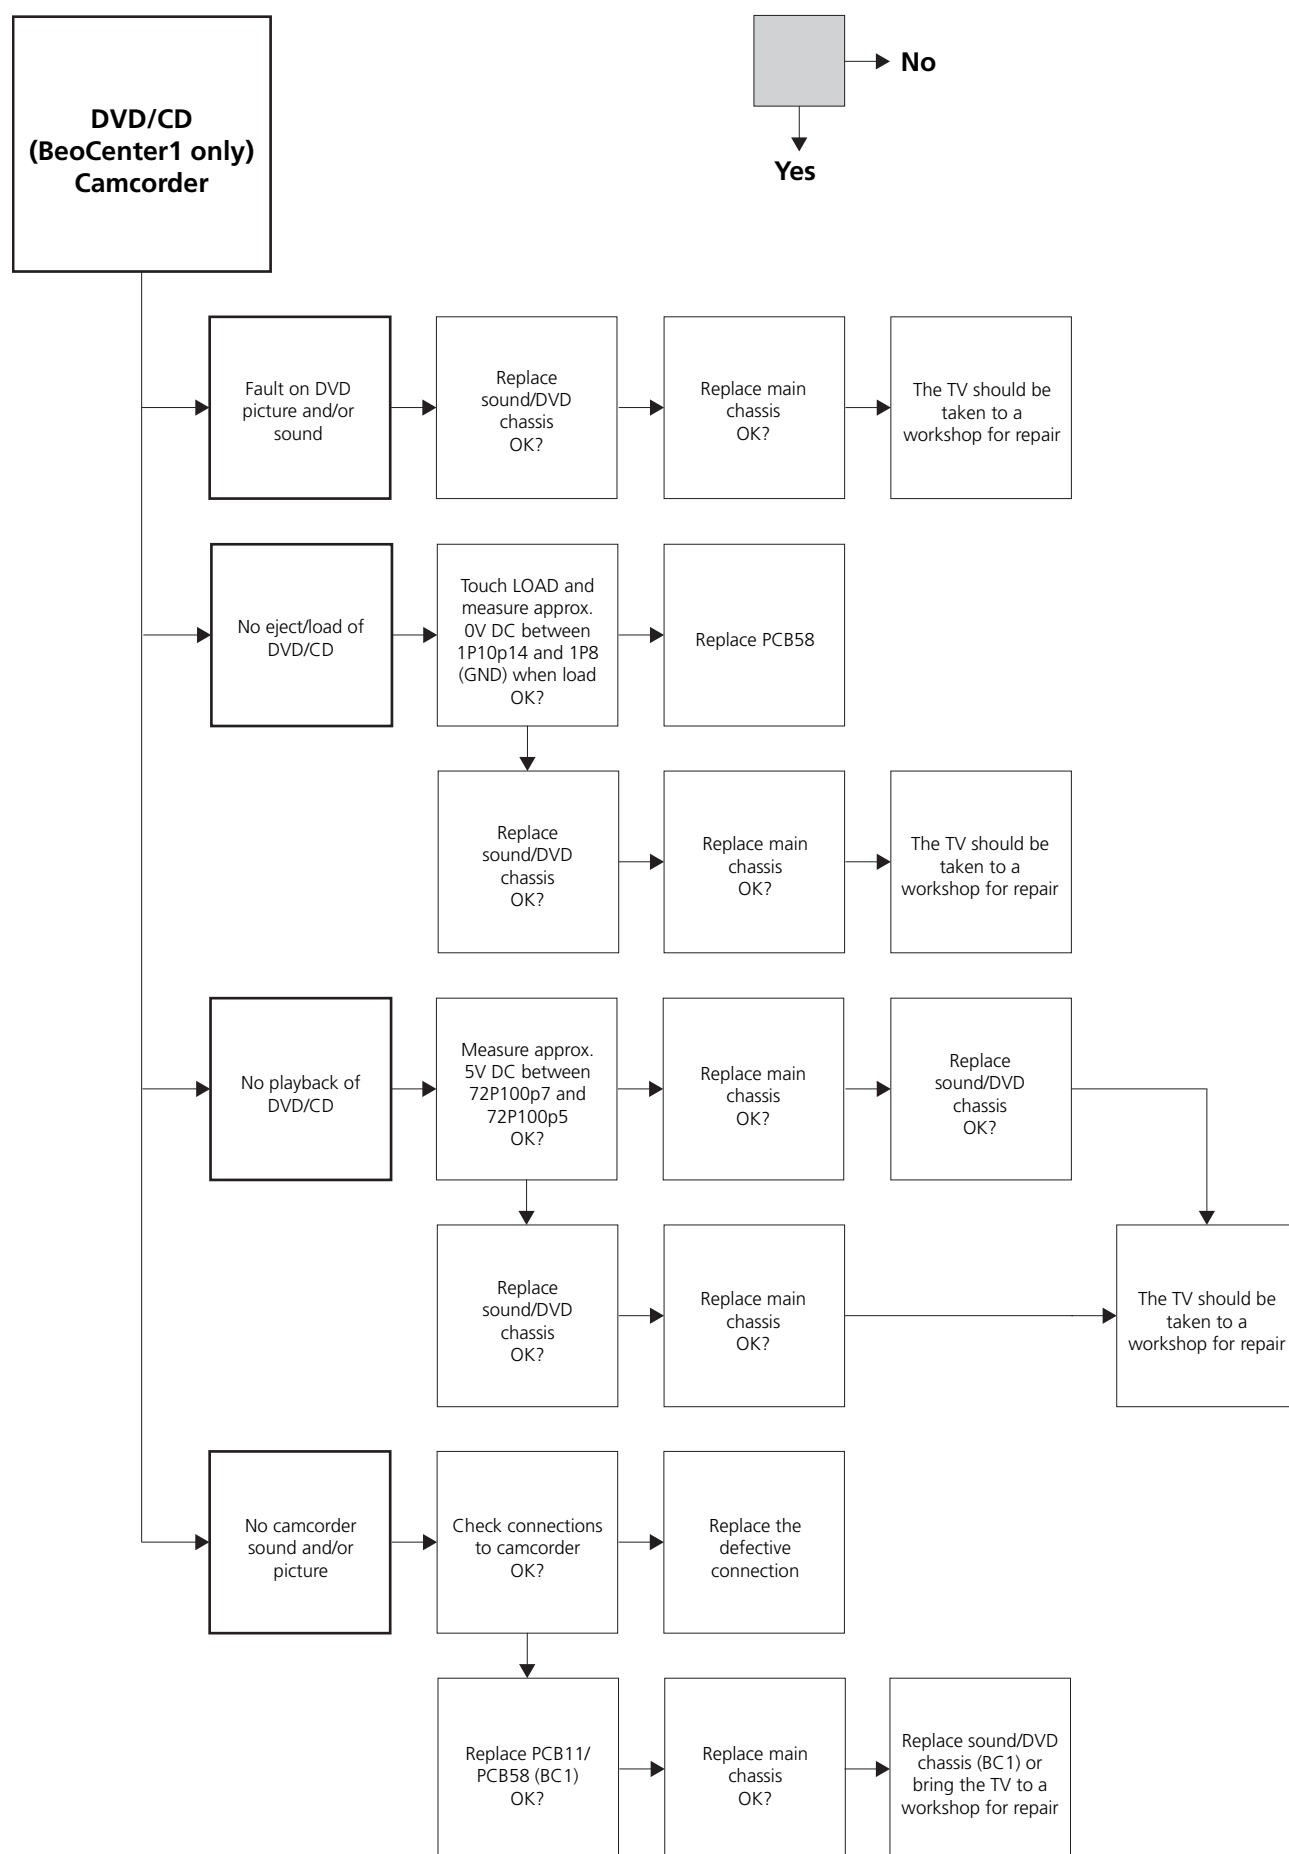 DVD/CD
(BeoCenter1 only)
Camcorder
No
Yes
Fault on DVD
picture and/or
sound
Replace
sound/DVD
chassis
OK?
Replace main
chassis
OK?
The TV should be
taken to a
workshop for repair
No eject/load of
DVD/CD
Touch LOAD and
measure approx.
0V DC between
1P10p14 and 1P8
(GND) when load
OK?
Replace PCB58
Replace
sound/DVD
chassis
OK?
Replace main
chassis
OK?
The TV should be
taken to a
workshop for repair
No playback of
DVD/CD
Measure approx.
5V DC between
72P100p7 and
72P100p5
OK?
Replace main
chassis
OK?
Replace
sound/DVD
chassis
OK?
Replace
sound/DVD
chassis
OK?
Replace main
chassis
OK?
The TV should be
taken to a
workshop for repair
No camcorder
sound and/or
picture
Check connections
to camcorder
OK?
Replace the
defective
connection
Replace PCB11/
PCB58 (BC1)
OK?
Replace main
chassis
OK?
Replace sound/DVD
chassis (BC1) or
bring the TV to a
workshop for repair